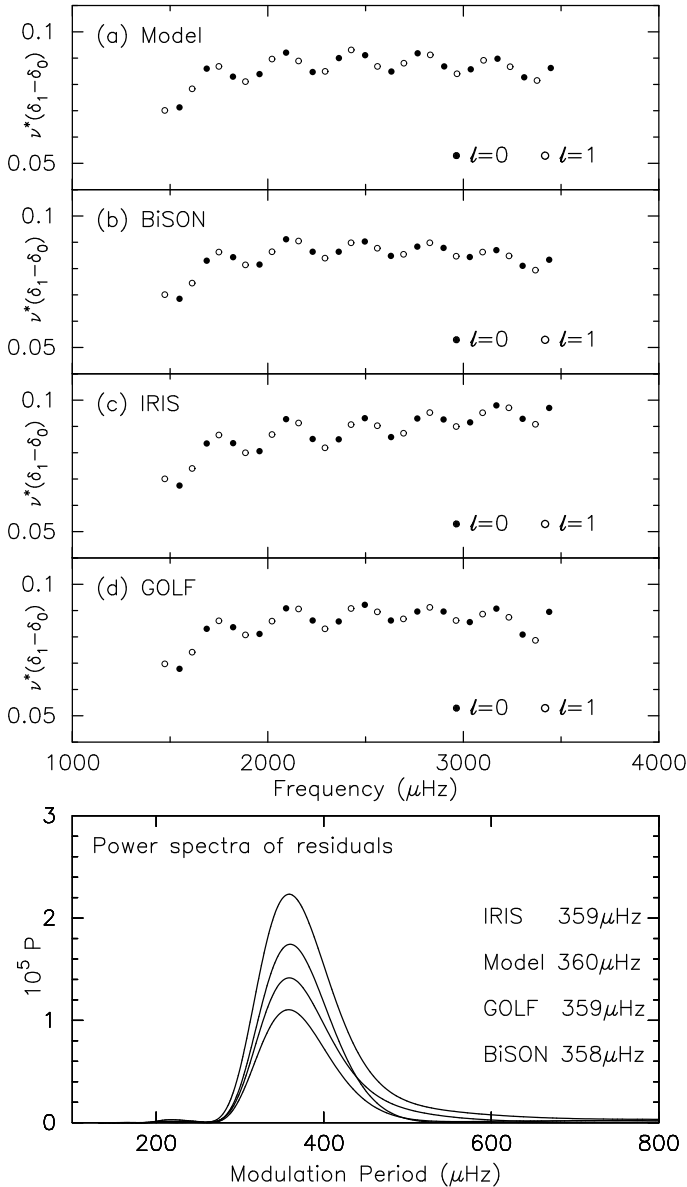 0.1
(a) Model
ν*(δ₁−δ₀)
0.05
l=0
l=1
0.1
(b) BiSON
ν*(δ₁−δ₀)
0.05
l=0
l=1
0.1
(c) IRIS
ν*(δ₁−δ₀)
0.05
l=0
l=1
0.1
(d) GOLF
ν*(δ₁−δ₀)
0.05
l=0
l=1
1000 2000 3000 4000
Frequency (μHz)
3
Power spectra of residuals
2
IRIS 359μHz
Model 360μHz
10⁵ P
GOLF 359μHz
1
BiSON 358μHz
0
200 400 600 800
Modulation Period (μHz)